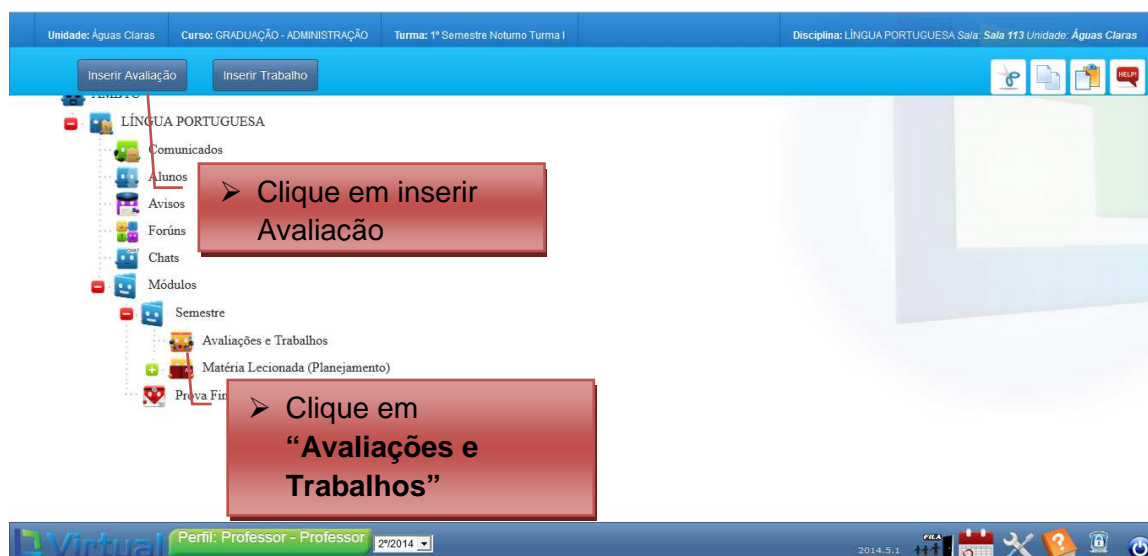 Unidade: Águas Claras Curso: GRADUAÇÃO - ADMINISTRAÇÃO Turma: 1º Semestre Noturno Turma I Disciplina: LÍNGUA PORTUGUESA Sala: Sala 113 Unidade: Águas Claras
Inserir Avaliação Inserir Trabalho HELP!
LÍNGUA PORTUGUESA
Comunicados
Alunos
Avisos
Forúns
Chats
Módulos
Semestre
Avaliações e Trabalhos
Matéria Lecionada (Planejamento)
Prova
➢ Clique em inserir
Avaliacão
➢ Clique em
“Avaliações e
Trabalhos”
Virtual Perfil: Professor - Professor 2º/2014 2014.5.1 FILA